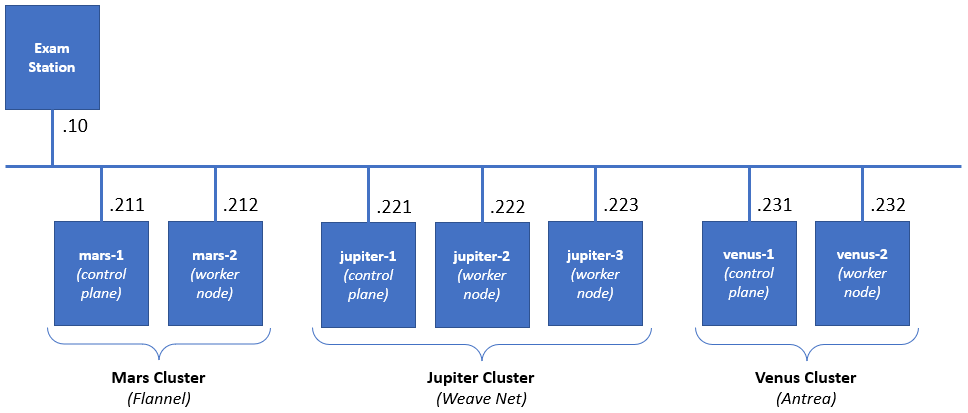 Exam
Station
.10
.211
.212
.221
.222
.223
.231
.232
mars-1
(control
plane)
mars-2
(worker
node)
jupiter-1
(control
plane)
jupiter-2
(worker
node)
jupiter-3
(worker
node)
venus-1
(control
plane)
venus-2
(worker
node)
Mars Cluster
(Flannel)
Jupiter Cluster
(Weave Net)
Venus Cluster
(Antrea)